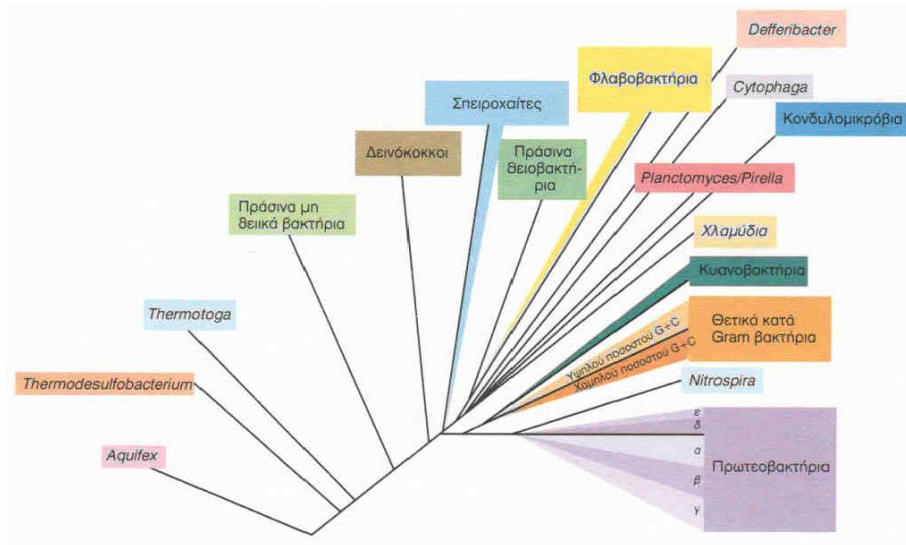 Defferibacter
Φλαβοβακτήρια
Cytophaga
Σπειροχαίτες
Κονδυλομικρόβια
Δεινόκοκκοι
Πράσινα
θειοβακτή-
ρια
Planctomyces/Pirella
Πράσινα μη
θειικά βακτήρια
Χλαμύδια
Κυανοβακτήρια
Thermotoga
Υψηλού ποσοστού G+C
Χαμηλού ποσοστού G+C
Θετικά κατά
Gram βακτήρια
Thermodesulfobacterium
Nitrospira
ε
δ
α
β
γ
Πρωτεοβακτήρια
Aquifex